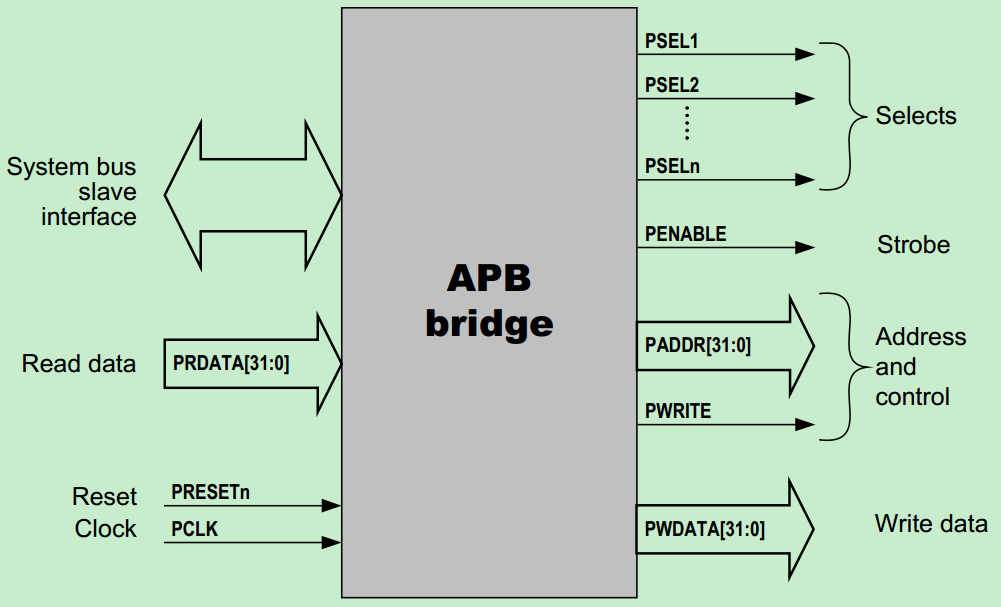 System bus
slave
interface
Read data
PRDATA[31:0]
Reset
PRESETn
Clock
PCLK
APB
bridge
PSEL1
PSEL2
PSELn
Selects
PENABLE
Strobe
PADDR[31:0]
PWRITE
Address
and
control
PWDATA[31:0]
Write data